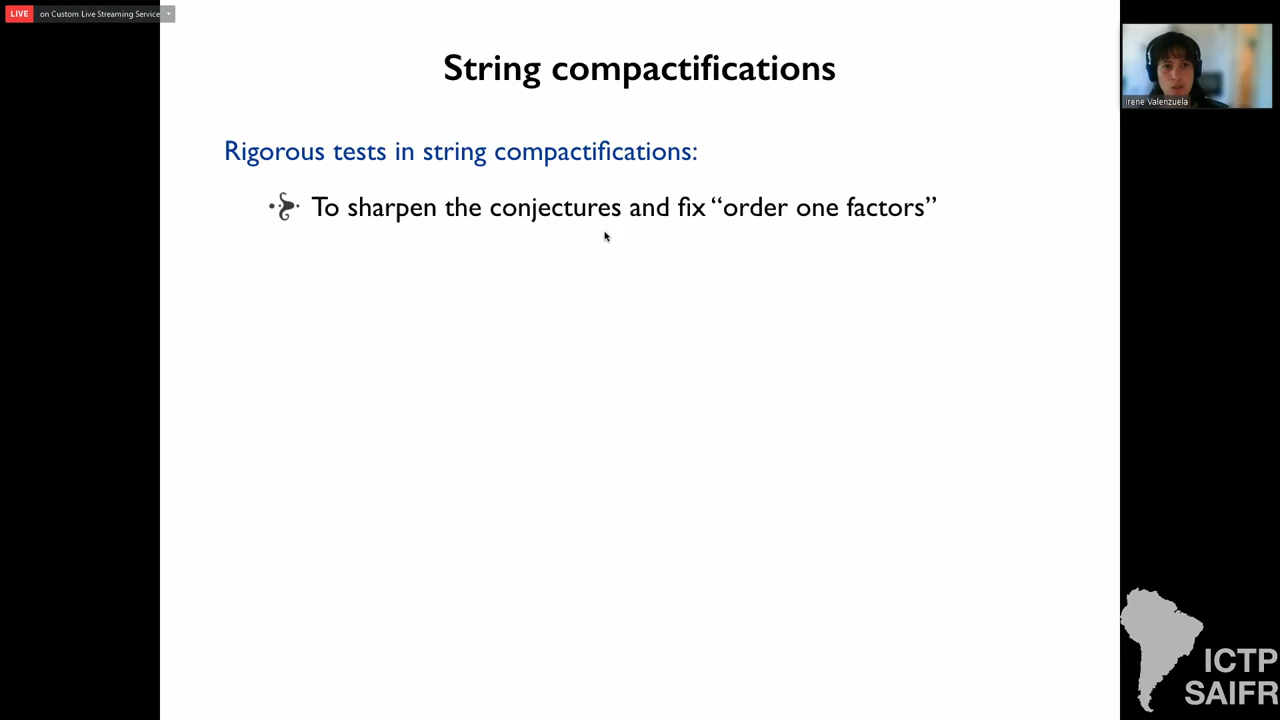 LIVE on Custom Live Streaming Service
String compactifications
Irene Valenzuela
Rigorous tests in string compactifications:
To sharpen the conjectures and fix “order one factors”
ICTP
SAIFR